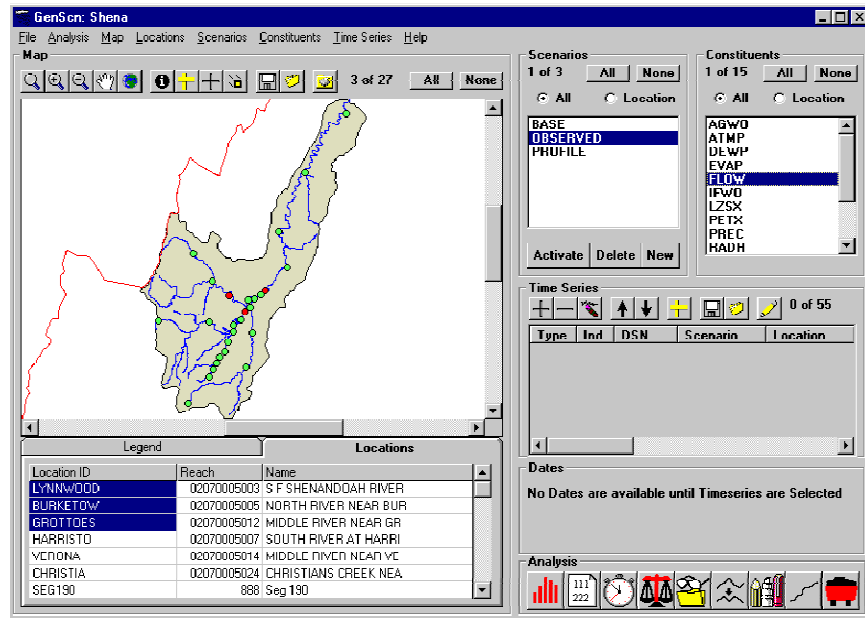 GenScn: Shena
File Analysis Map Locations Scenarios Constituents Time Series Help
Map
3 of 27 All None
Legend
Locations
Location ID Reach Name
LYNNWOOD 02070005003 S F SHENANDOAH RIVER
BURKETOW 02070005005 NORTH RIVER NEAR BUR
GROTTOES 02070005012 MIDDLE RIVER NEAR GR
HARRISTO 02070005007 SOUTH RIVER AT HARRI
VERONA 02070005014 MIDDLE RIVER NEAR VE
CHRISTIA 02070005024 CHRISTIANS CREEK NEA
SEG190 888 Seg 190
Scenarios
1 of 3 All None
All Location
BASE
OBSERVED
PROFILE
Activate Delete New
Constituents
1 of 15 All None
All Location
AGWO
ATMP
DEWP
EVAP
FLOW
IFWO
LZSX
PETX
PREC
RADH
Time Series
0 of 55
Type Ind DSN Scenario Location
Dates
No Dates are available until Timeseries are Selected
Analysis
111
222